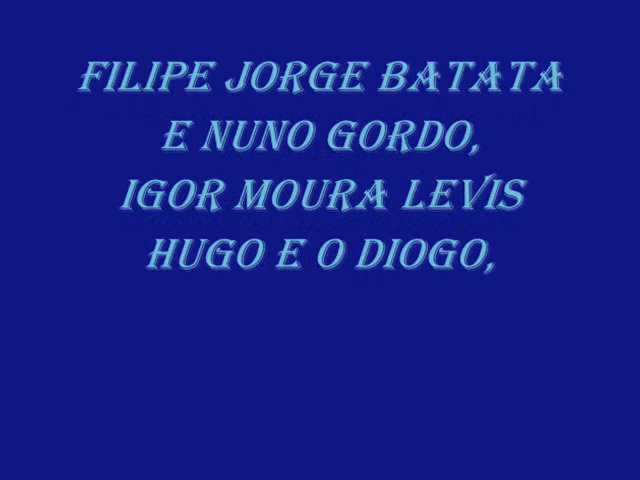 FILIPE JORGE BATATA
E NUNO GORDO,
IGOR MOURA LEVIS
HUGO E O DIOGO,